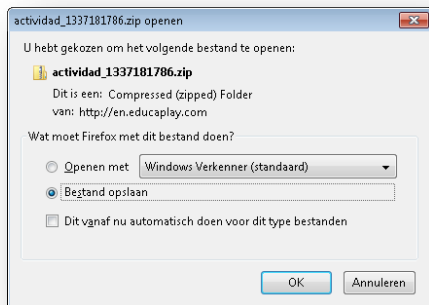 actividad_1337181786.zip openen
U hebt gekozen om het volgende bestand te openen:
actividad_1337181786.zip
Dit is een: Compressed (zipped) Folder
van: http://en.educaplay.com
Wat moet Firefox met dit bestand doen?
Openen met Windows Verkenner (standaard)
Bestand opslaan
Dit vanaf nu automatisch doen voor dit type bestanden
OK Annuleren